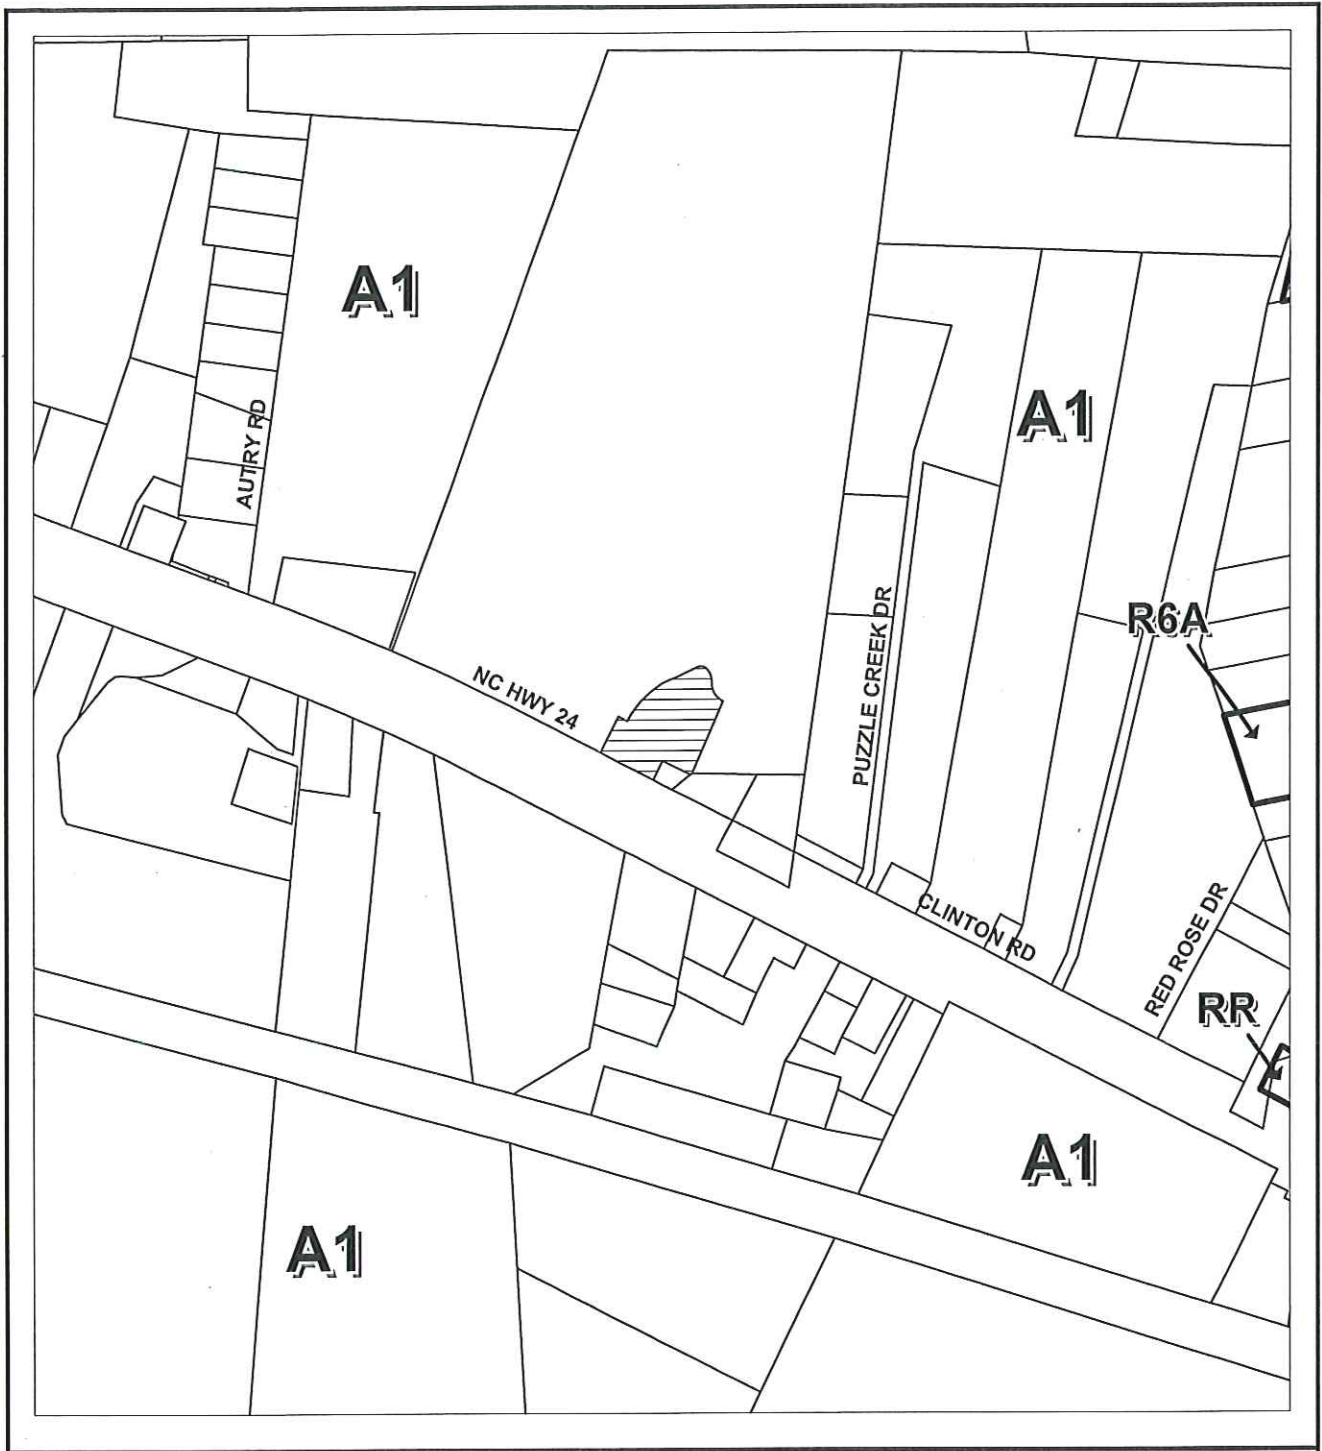 A1
A1
AUTRY RD
R6A
PUZZLE CREEK DR
NC HWY 24
CLINTON RD
RED ROSE DR
RR
A1
A1